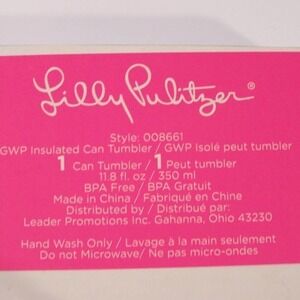 Lilly Pulitzer®
Style: 008661
GWP Insulated Can Tumbler / GWP isolé peut tumbler
1 Can Tumbler / 1 Peut tumbler
11.8 fl. oz / 350 ml
BPA Free / BPA Gratuit
Made in China / Fabriqué en Chine
Distributed by / Distribué par:
Leader Promotions Inc. Gahanna, Ohio 43230
Hand Wash Only / Lavage à la main seulement
Do not Microwave/ Ne pas micro-ondes